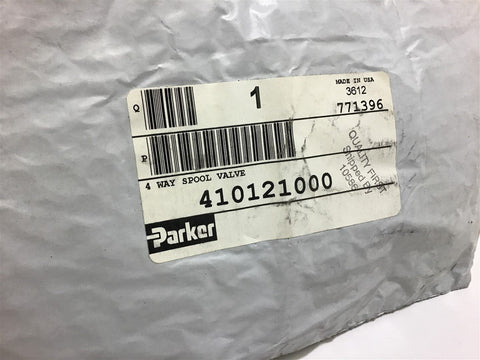 Q
1
MADE IN USA
3612
771396
P
4 WAY SPOOL VALVE
410121000
QUALITY FIRST
Shipped By
Parker